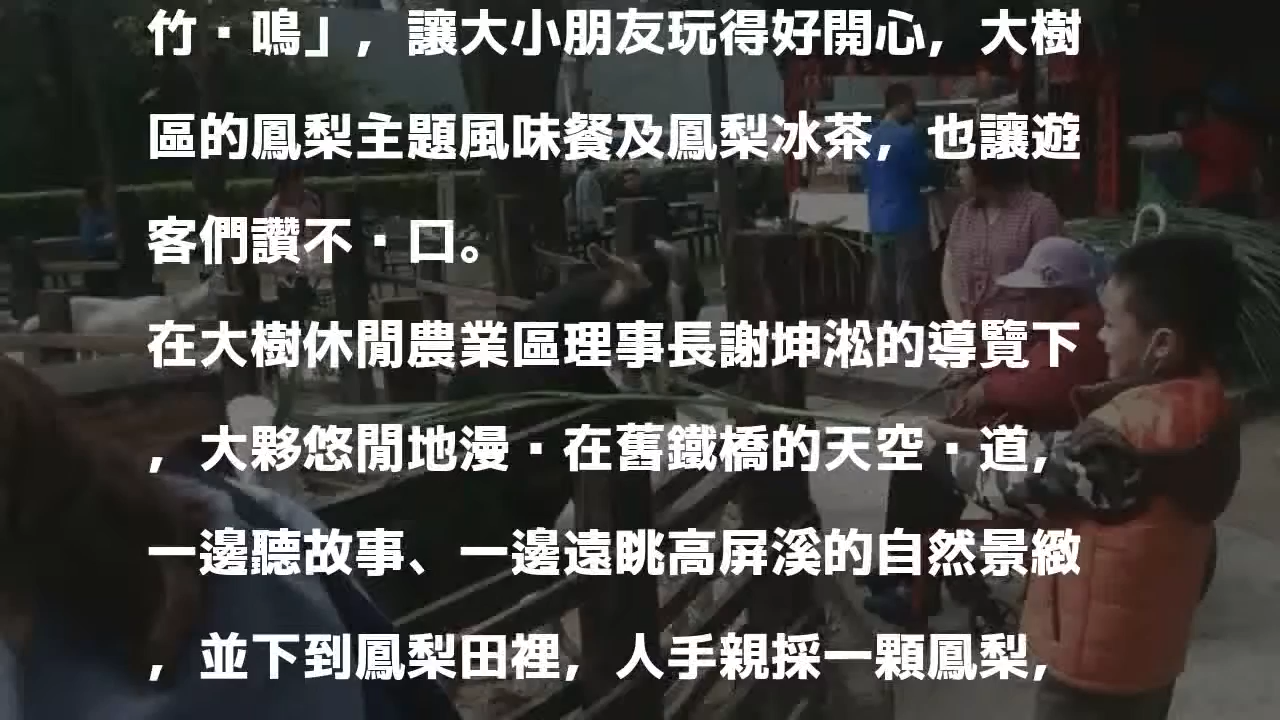 竹▪鳴」，讓大小朋友玩得好開心，大樹
區的鳳梨主題風味餐及鳳梨冰茶，也讓遊
客們讚不▪口。
在大樹休閒農業區理事長謝坤淞的導覽下
，大夥悠閒地漫▪在舊鐵橋的天空▪道，
一邊聽故事、一邊遠眺高屏溪的自然景緻
，並下到鳳梨田裡，人手親採一顆鳳梨，